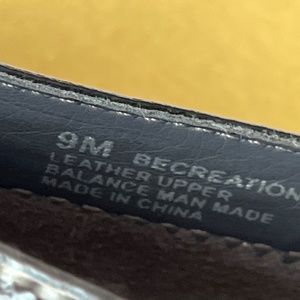 9M BECREATION
LEATHER UPPER
BALANCE MAN MADE
MADE IN CHINA